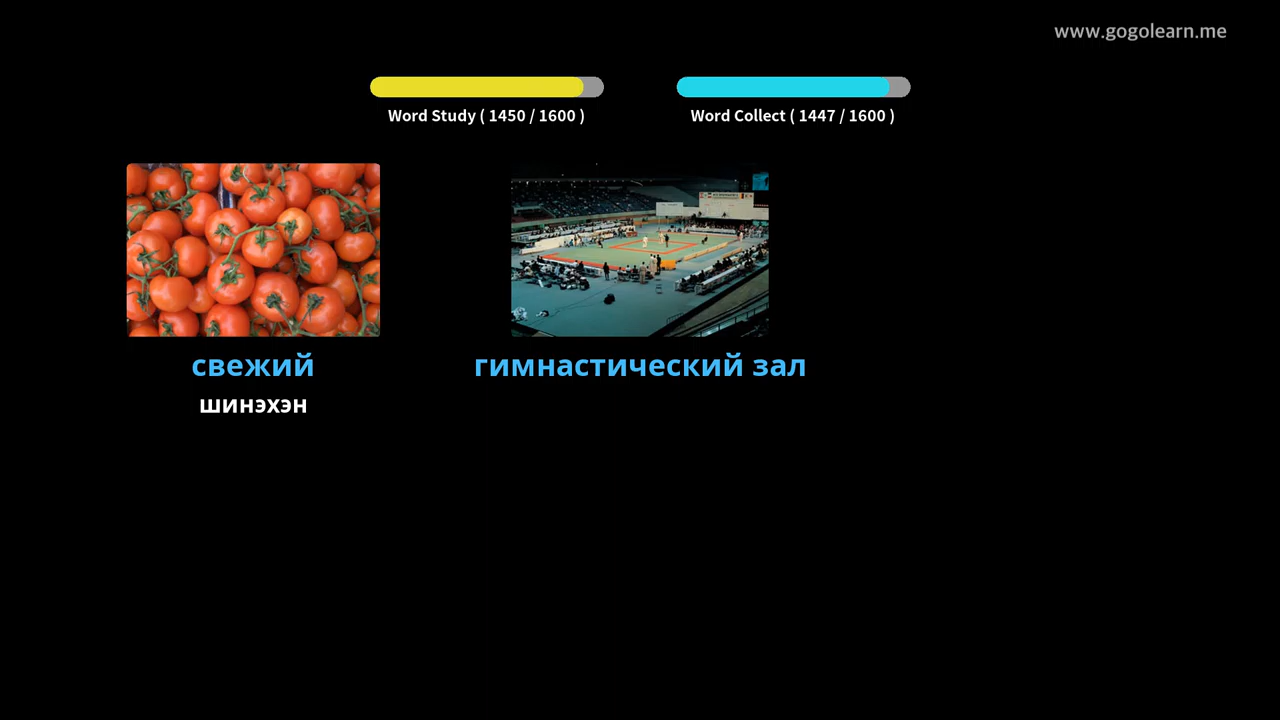 www.gogolearn.me
Word Study ( 1450 / 1600 )
Word Collect ( 1447 / 1600 )
свежий
шинэхэн
гимнастический зал